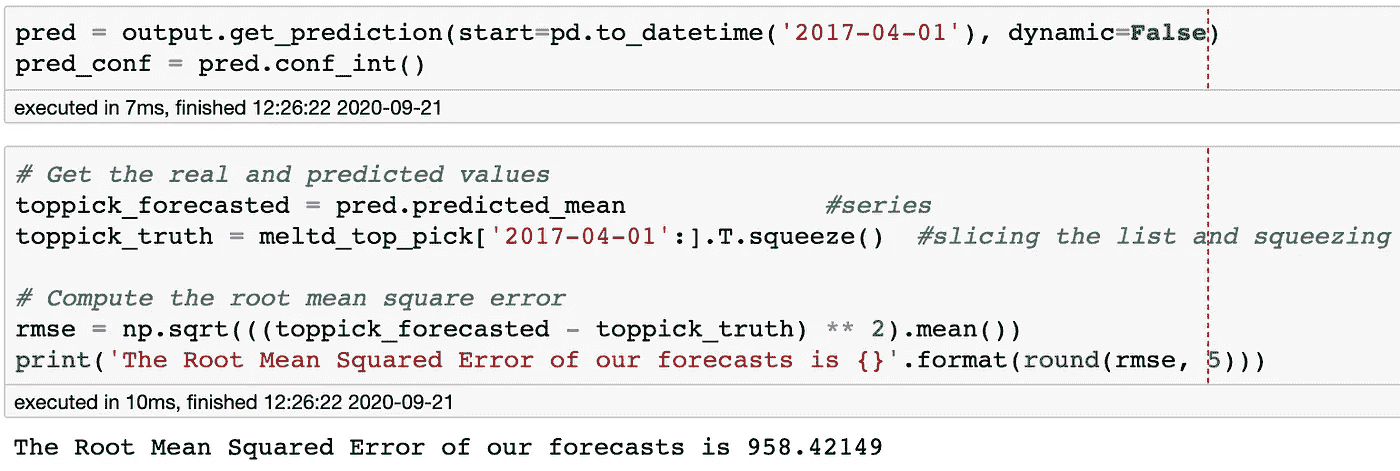 pred = output.get_prediction(start=pd.to_datetime('2017-04-01'), dynamic=False)
pred_conf = pred.conf_int()
executed in 7ms, finished 12:26:22 2020-09-21
# Get the real and predicted values
toppick_forecasted = pred.predicted_mean #series
toppick_truth = meltd_top_pick['2017-04-01':].T.squeeze() #slicing the list and squeezing
# Compute the root mean square error
rmse = np.sqrt(((toppick_forecasted - toppick_truth) ** 2).mean())
print('The Root Mean Squared Error of our forecasts is {}'.format(round(rmse, 5)))
executed in 10ms, finished 12:26:22 2020-09-21
The Root Mean Squared Error of our forecasts is 958.42149